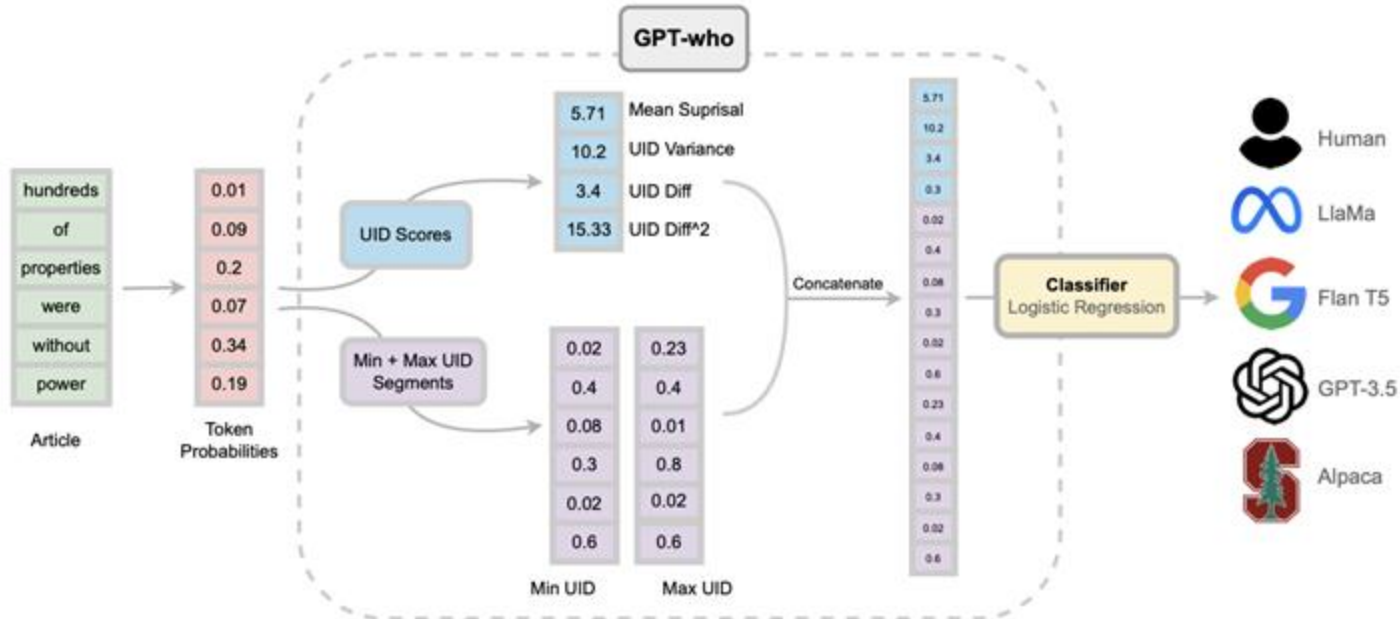 GPT-who
hundreds
of
properties
were
without
power
Article
0.01
0.09
0.2
0.07
0.34
0.19
Token
Probabilities
UID Scores
Min + Max UID
Segments
5.71
10.2
3.4
15.33
Mean Suprisal
UID Variance
UID Diff
UID Diff^2
0.02
0.4
0.08
0.3
0.02
0.6
Min UID
0.23
0.4
0.01
0.8
0.02
0.6
Max UID
Concatenate
5.71
10.2
3.4
0.3
0.02
0.4
0.08
0.3
0.02
0.6
0.23
0.4
0.08
0.3
0.02
0.6
Classifier
Logistic Regression
Human
LlaMa
Flan T5
GPT-3.5
Alpaca